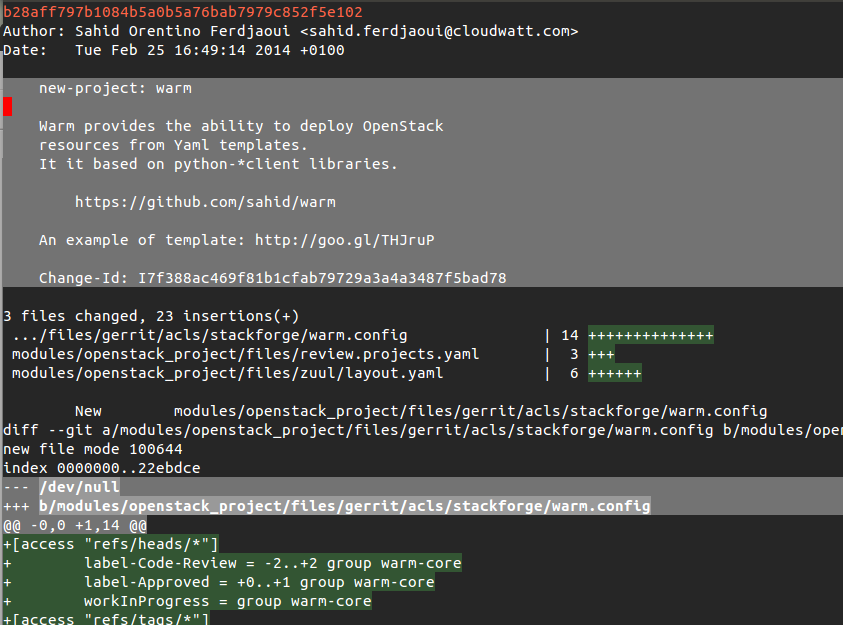 b28aff797b1084b5a0b5a76bab7979c852f5e102
Author: Sahid Orentino Ferdjaoui <sahid.ferdjaoui@cloudwatt.com>
Date:   Tue Feb 25 16:49:14 2014 +0100
    new-project: warm
    Warm provides the ability to deploy OpenStack
    resources from Yaml templates.
    It it based on python-*client libraries.
        https://github.com/sahid/warm
    An example of template: http://goo.gl/THJruP
    Change-Id: I7f388ac469f81b1cfab79729a3a4a3487f5bad78
3 files changed, 23 insertions(+)
 .../files/gerrit/acls/stackforge/warm.config               | 14 ++++++++++++++
 modules/openstack_project/files/review.projects.yaml       |  3 +++
 modules/openstack_project/files/zuul/layout.yaml           |  6 ++++++
        New        modules/openstack_project/files/gerrit/acls/stackforge/warm.config
diff --git a/modules/openstack_project/files/gerrit/acls/stackforge/warm.config b/modules/ope
new file mode 100644
index 0000000..22ebdce
--- /dev/null
+++ b/modules/openstack_project/files/gerrit/acls/stackforge/warm.config
@@ -0,0 +1,14 @@
+[access "refs/heads/*"]
+        label-Code-Review = -2..+2 group warm-core
+        label-Approved = +0..+1 group warm-core
+        workInProgress = group warm-core
+[access "refs/tags/*"]